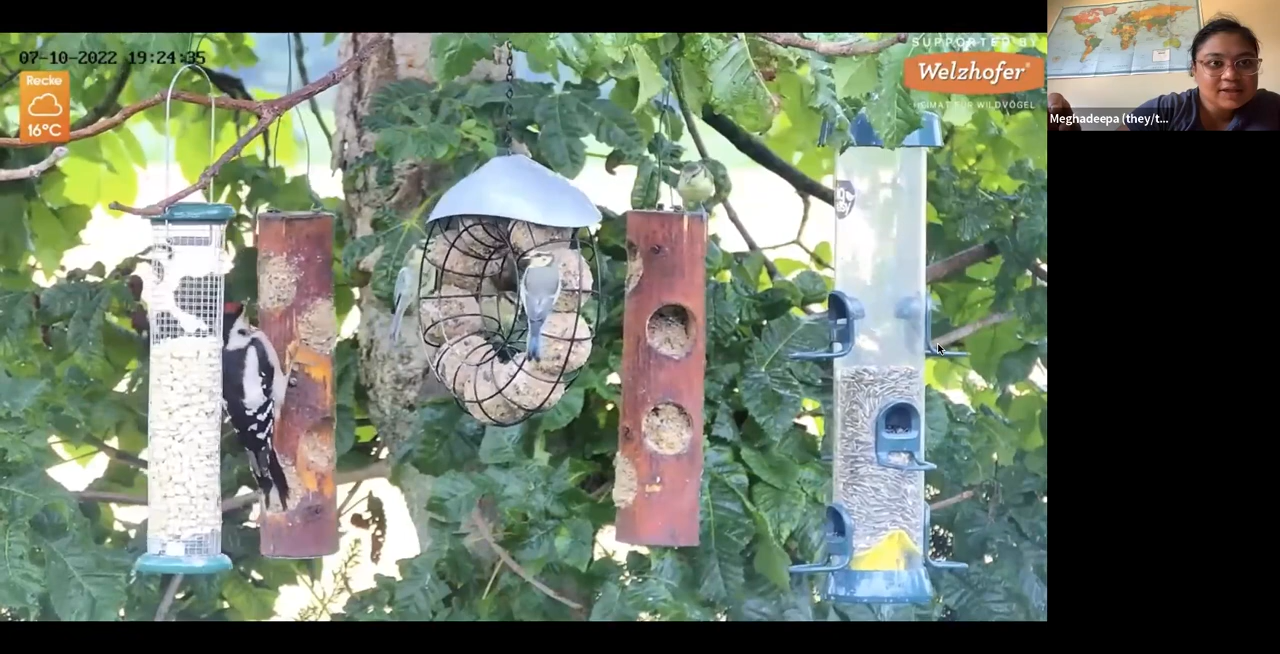 07-10-2022 19:24:35
Recke
16°C
SUPPORTED BY
Welzhofer®
HEIMAT FÜR WILDVÖGEL
Meghadeepa (they/t...